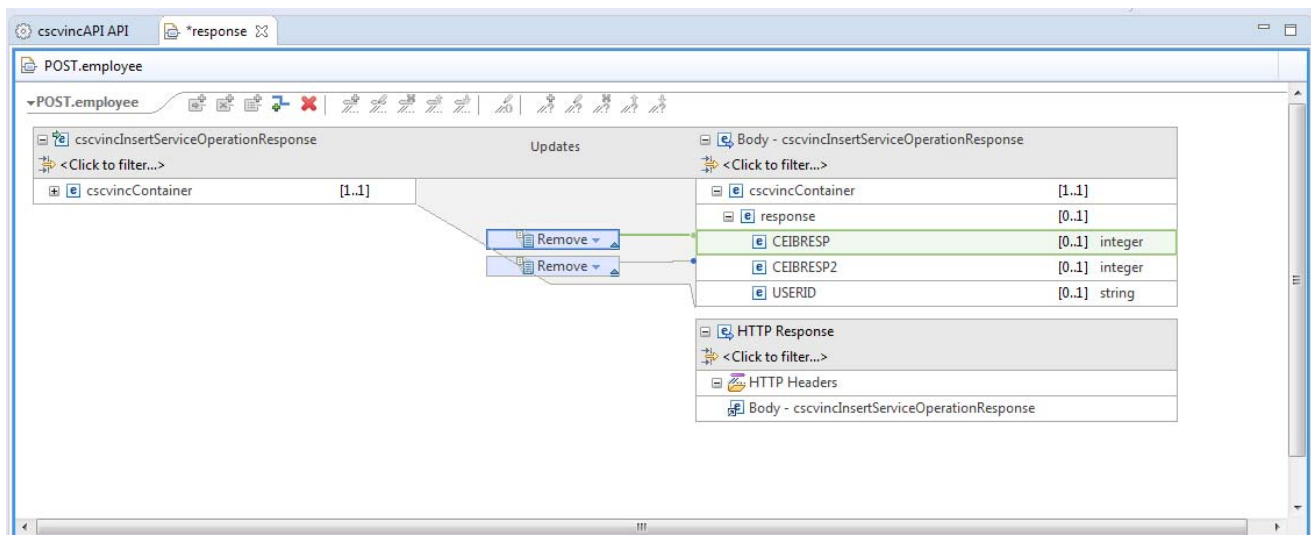 cscvincAPI API
*response
POST.employee
POST.employee
cscvincInsertServiceOperationResponse
<Click to filter...>
cscvincContainer [1..1]
Updates
Remove
Remove
Body - cscvincInsertServiceOperationResponse
<Click to filter...>
cscvincContainer [1..1]
response [0..1]
CEIBRESP [0..1] integer
CEIBRESP2 [0..1] integer
USERID [0..1] string
HTTP Response
<Click to filter...>
HTTP Headers
Body - cscvincInsertServiceOperationResponse